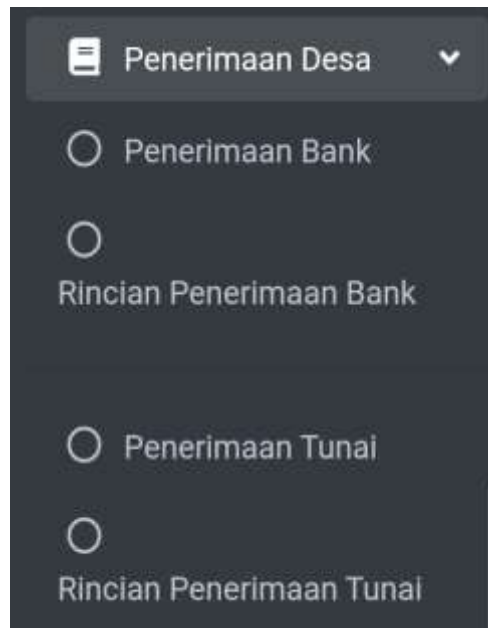 Penerimaan Desa
Penerimaan Bank
Rincian Penerimaan Bank
Penerimaan Tunai
Rincian Penerimaan Tunai